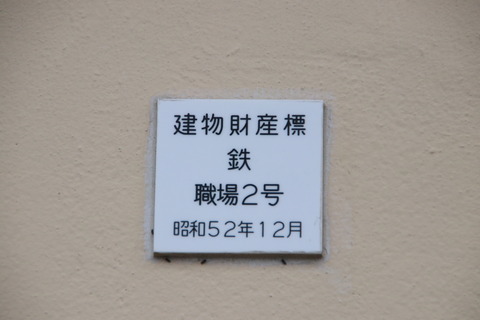 建物財産標
鉄
職場2号
昭和52年12月